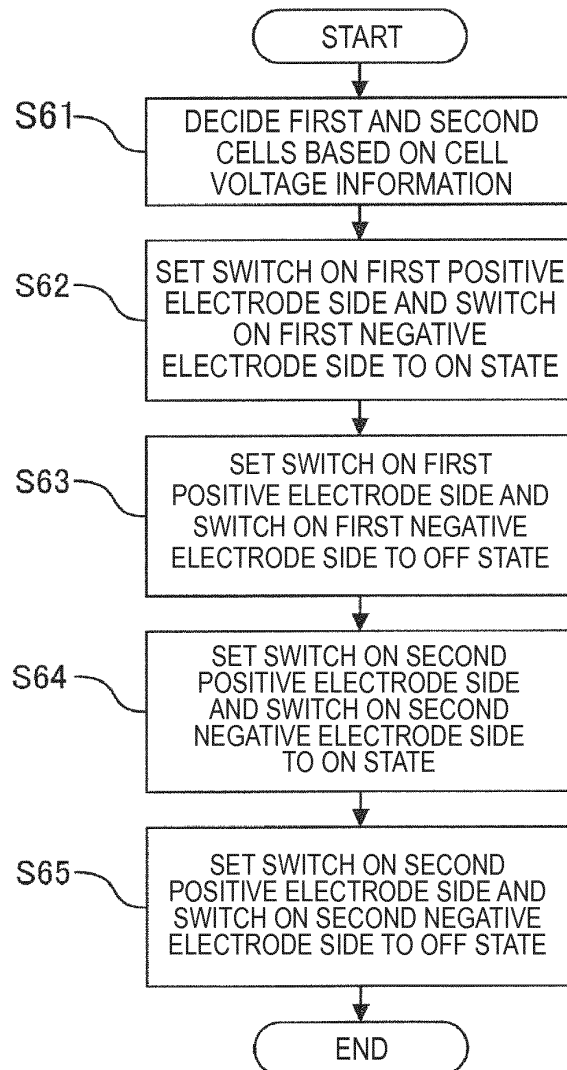 START
S61
DECIDE FIRST AND SECOND
CELLS BASED ON CELL
VOLTAGE INFORMATION
S62
SET SWITCH ON FIRST POSITIVE
ELECTRODE SIDE AND SWITCH
ON FIRST NEGATIVE
ELECTRODE SIDE TO ON STATE
S63
SET SWITCH ON FIRST
POSITIVE ELECTRODE SIDE AND
SWITCH ON FIRST NEGATIVE
ELECTRODE SIDE TO OFF STATE
S64
SET SWITCH ON SECOND
POSITIVE ELECTRODE SIDE
AND SWITCH ON SECOND
NEGATIVE ELECTRODE SIDE
TO ON STATE
S65
SET SWITCH ON SECOND
POSITIVE ELECTRODE SIDE AND
SWITCH ON SECOND NEGATIVE
ELECTRODE SIDE TO OFF STATE
END